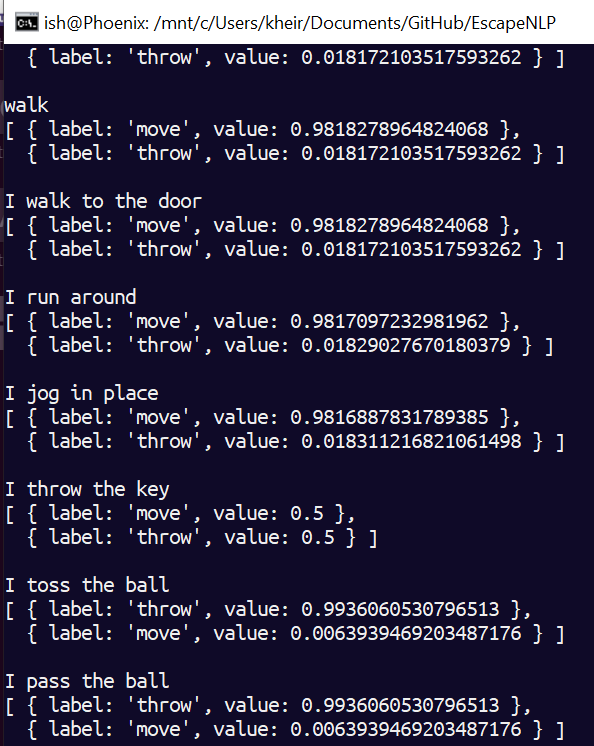 ish@Phoenix: /mnt/c/Users/kheir/Documents/GitHub/EscapeNLP
{ label: 'throw', value: 0.018172103517593262 } ]
walk
[ { label: 'move', value: 0.9818278964824068 },
{ label: 'throw', value: 0.018172103517593262 } ]
I walk to the door
[ { label: 'move', value: 0.9818278964824068 },
{ label: 'throw', value: 0.018172103517593262 } ]
I run around
[ { label: 'move', value: 0.9817097232981962 },
{ label: 'throw', value: 0.01829027670180379 } ]
I jog in place
[ { label: 'move', value: 0.9816887831789385 },
{ label: 'throw', value: 0.018311216821061498 } ]
I throw the key
[ { label: 'move', value: 0.5 },
{ label: 'throw', value: 0.5 } ]
I toss the ball
[ { label: 'throw', value: 0.9936060530796513 },
{ label: 'move', value: 0.0063939469203487176 } ]
I pass the ball
[ { label: 'throw', value: 0.9936060530796513 },
{ label: 'move', value: 0.0063939469203487176 } ]